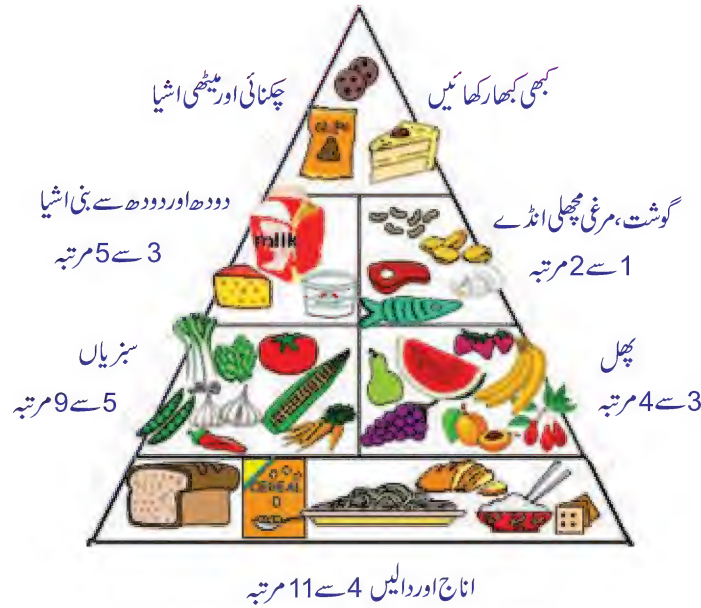 کبھی کبھار کھائیں
چکنائی اور میٹھی اشیا
گوشت، مرغی مچھلی انڈے
1 سے 2 مرتبہ
دودھ اور دودھ سے بنی اشیا
3 سے 5 مرتبہ
milk
پھل
3 سے 4 مرتبہ
سبزیاں
5 سے 9 مرتبہ
CEREAL
اناج اور دالیں 4 سے 11 مرتبہ